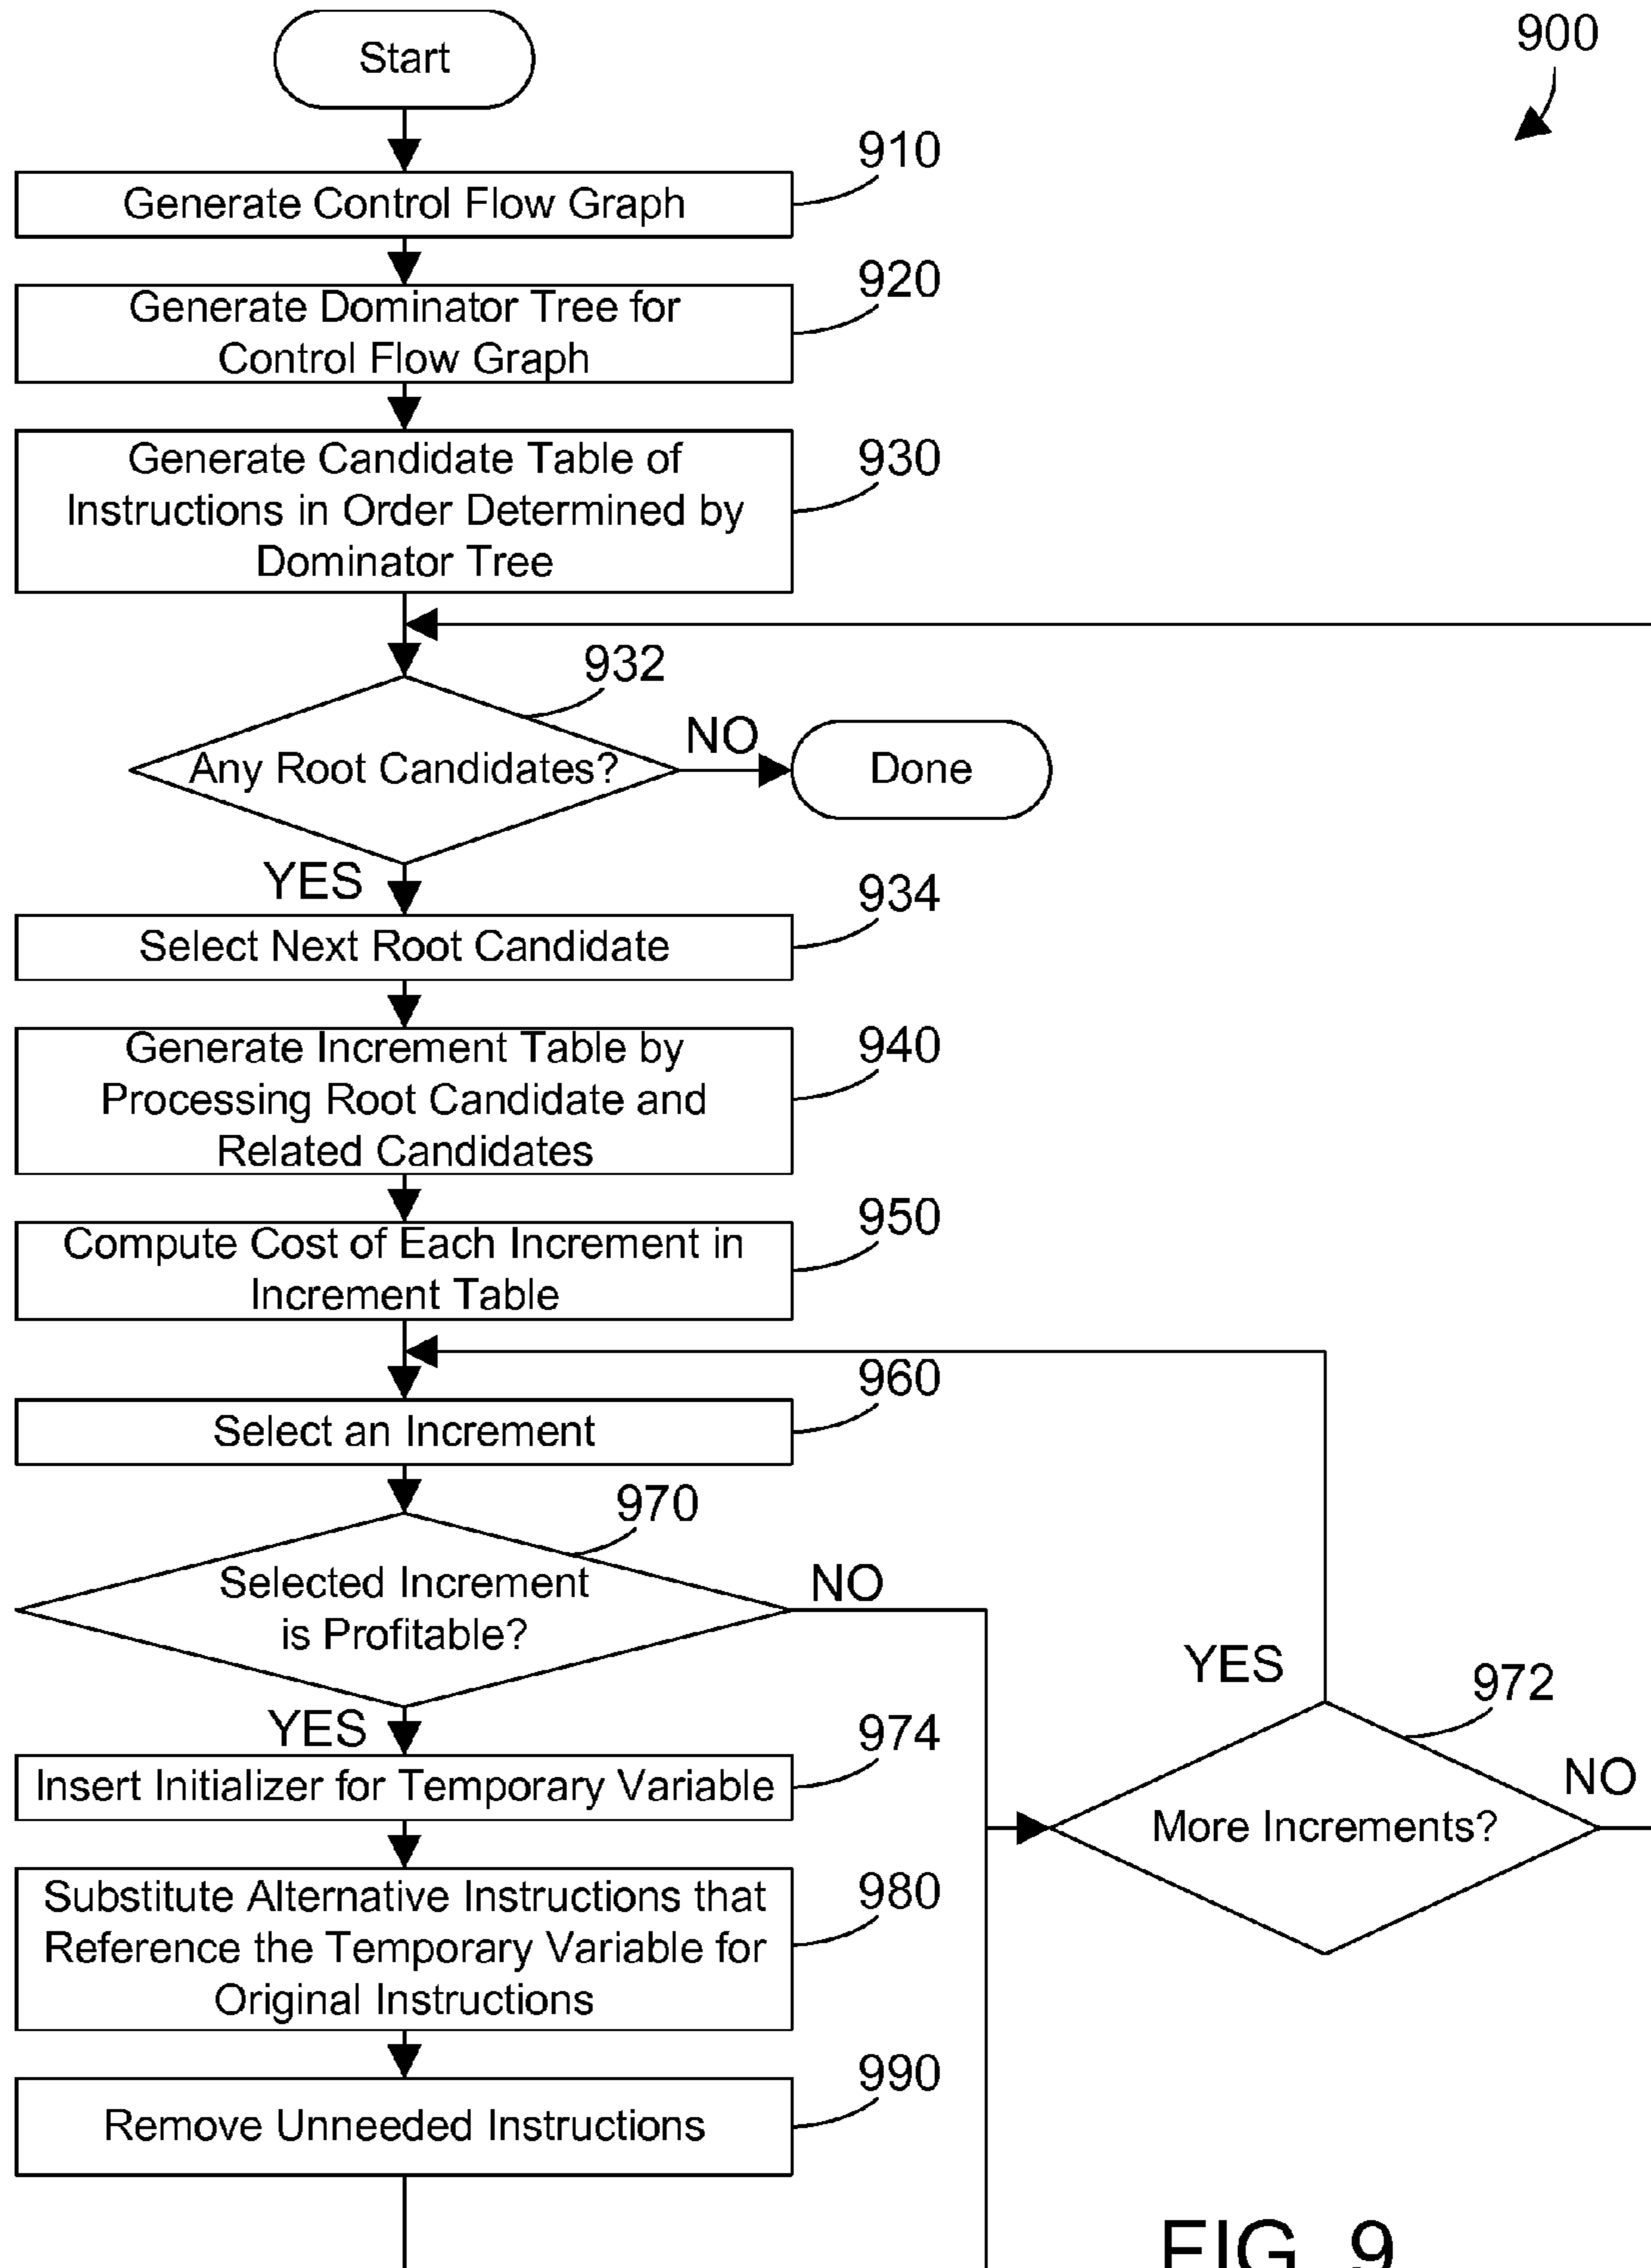 Start
900
910
Generate Control Flow Graph
920
Generate Dominator Tree for
Control Flow Graph
930
Generate Candidate Table of
Instructions in Order Determined by
Dominator Tree
932
Any Root Candidates?
NO
Done
YES
934
Select Next Root Candidate
940
Generate Increment Table by
Processing Root Candidate and
Related Candidates
950
Compute Cost of Each Increment in
Increment Table
960
Select an Increment
970
Selected Increment
is Profitable?
NO
YES
972
More Increments?
NO
YES
974
Insert Initializer for Temporary Variable
980
Substitute Alternative Instructions that
Reference the Temporary Variable for
Original Instructions
990
Remove Unneeded Instructions
FIG. 9